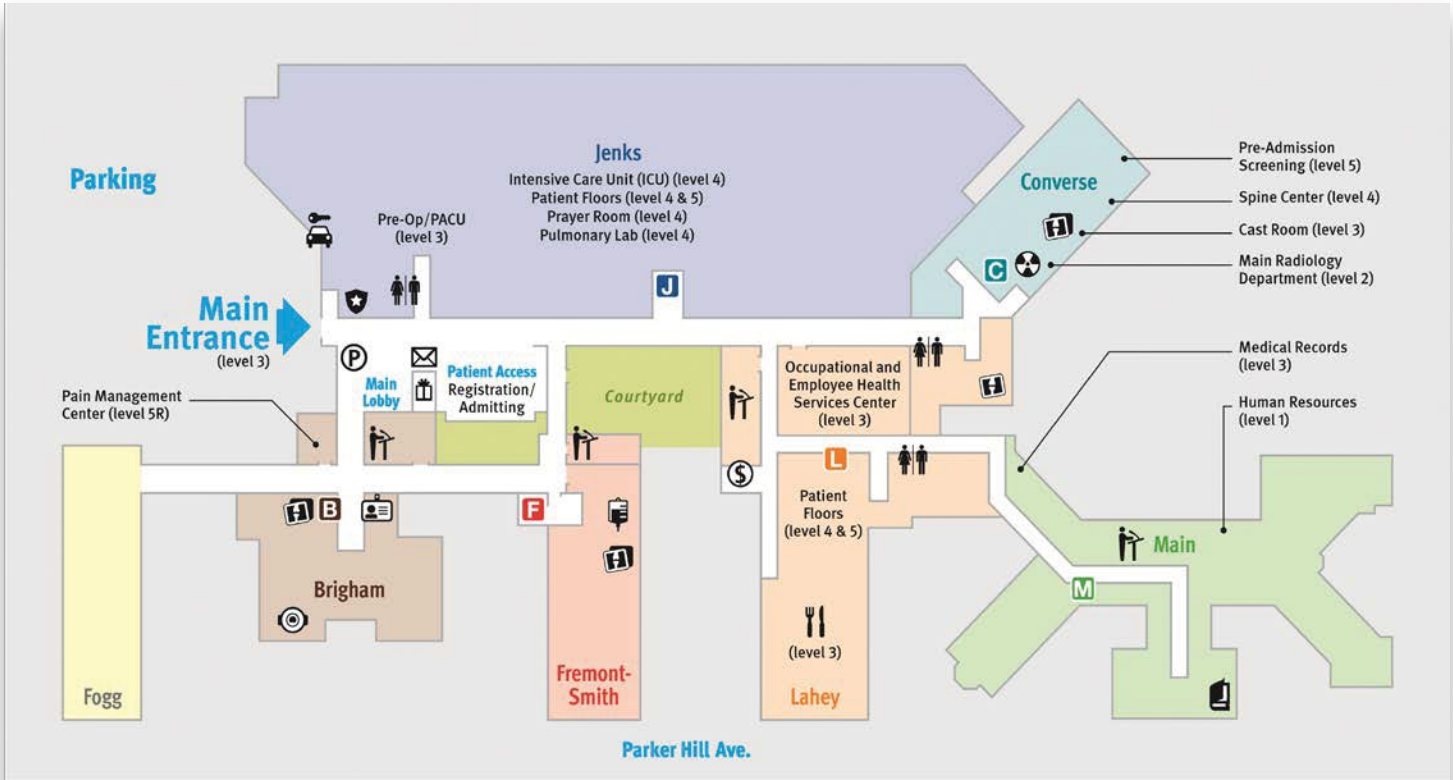 Parking
Jenks
Intensive Care Unit (ICU) (level 4)
Patient Floors (level 4 & 5)
Prayer Room (level 4)
Pulmonary Lab (level 4)
Pre-Op/PACU
(level 3)
J
Converse
C
H
Pre-Admission
Screening (level 5)
Spine Center (level 4)
Cast Room (level 3)
Main Radiology
Department (level 2)
Main
Entrance
(level 3)
P
Main
Lobby
Patient Access
Registration/
Admitting
Courtyard
Occupational and
Employee Health
Services Center
(level 3)
H
Medical Records
(level 3)
Human Resources
(level 1)
Pain Management
Center (level 5R)
L
$
Patient
Floors
(level 4 & 5)
H
B
F
H
Brigham
Main
M
(level 3)
Fogg
Fremont-
Smith
Lahey
J
Parker Hill Ave.